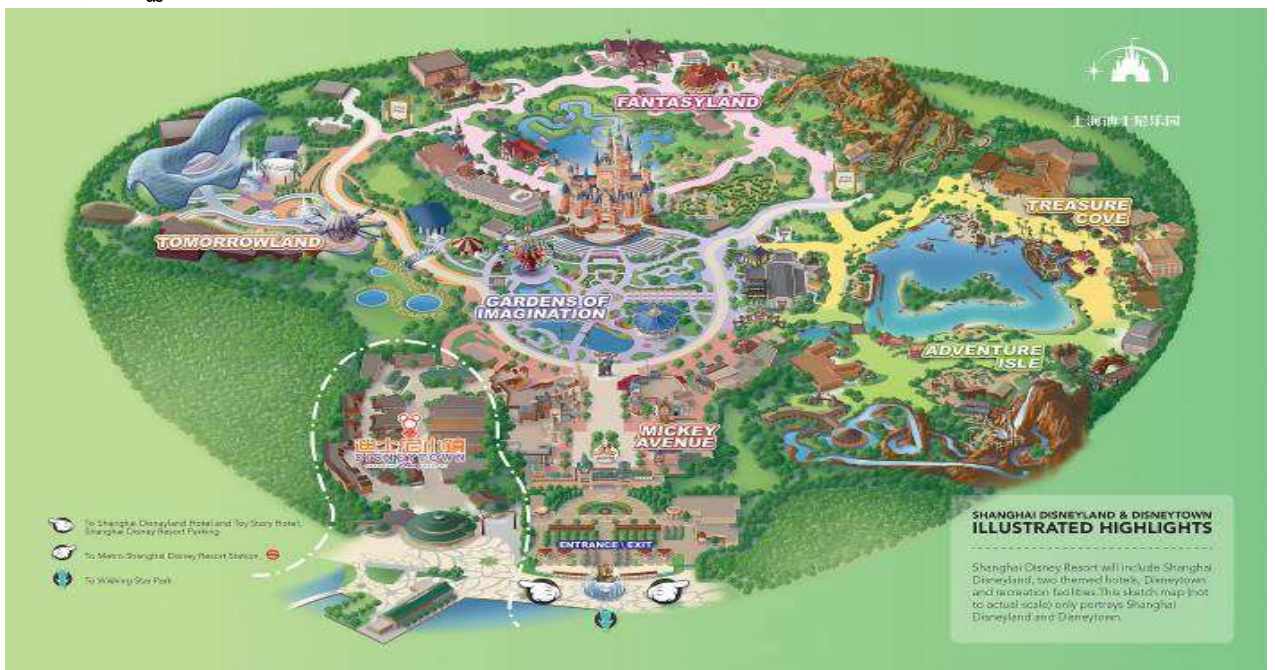 上海迪士尼乐园
FANTASYLAND
TREASURE
COVE
TOMORROWLAND
GARDENS OF
IMAGINATION
ADVENTURE
ISLE
MICKEY
AVENUE
迪士尼小镇
DISNEYTOWN
ENTRANCE \ EXIT
To Shanghai Disneyland Hotel and Toy Story Hotel,
Shanghai Disney Resort Parking
To Metro Shanghai Disney Resort Station
To Wishing Star Park
SHANGHAI DISNEYLAND & DISNEYTOWN
ILLUSTRATED HIGHLIGHTS
Shanghai Disney Resort will include Shanghai
Disneyland, two themed hotels, Disneytown
and recreation facilities. This sketch map (not
to actual scale) only portrays Shanghai
Disneyland and Disneytown.